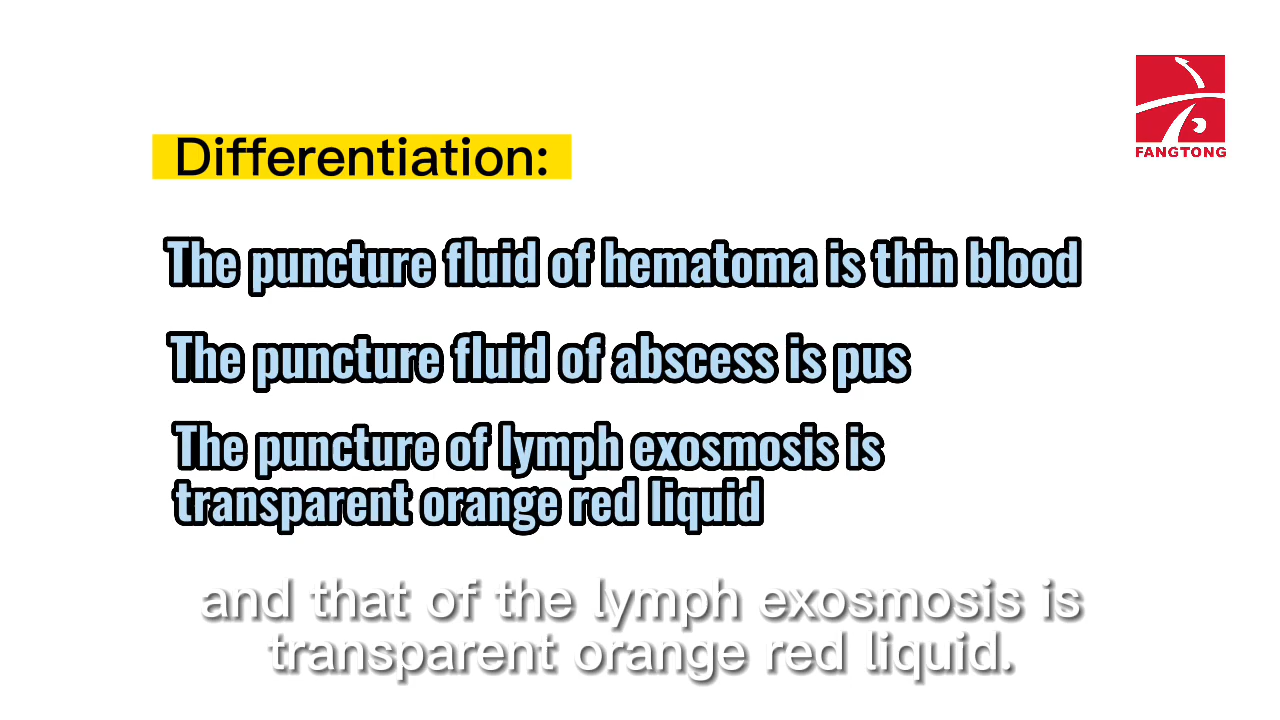 FANGTONG
Differentiation:
The puncture fluid of hematoma is thin blood
The puncture fluid of abscess is pus
The puncture of lymph exosmosis is
transparent orange red liquid
and that of the lymph exosmosis is
transparent orange red liquid.